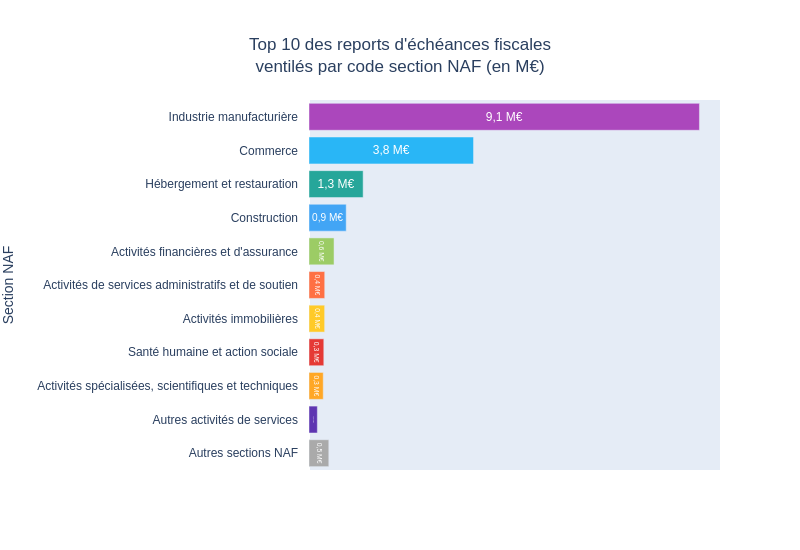 Top 10 des reports d'échéances fiscales
ventilés par code section NAF (en M€)
Section NAF
Industrie manufacturière
9,1 M€
Commerce
3,8 M€
Hébergement et restauration
1,3 M€
Construction
0,9 M€
Activités financières et d'assurance
0,6 M€
Activités de services administratifs et de soutien
0,4 M€
Activités immobilières
0,4 M€
Santé humaine et action sociale
0,3 M€
Activités spécialisées, scientifiques et techniques
0,3 M€
Autres activités de services
Autres sections NAF
0,5 M€